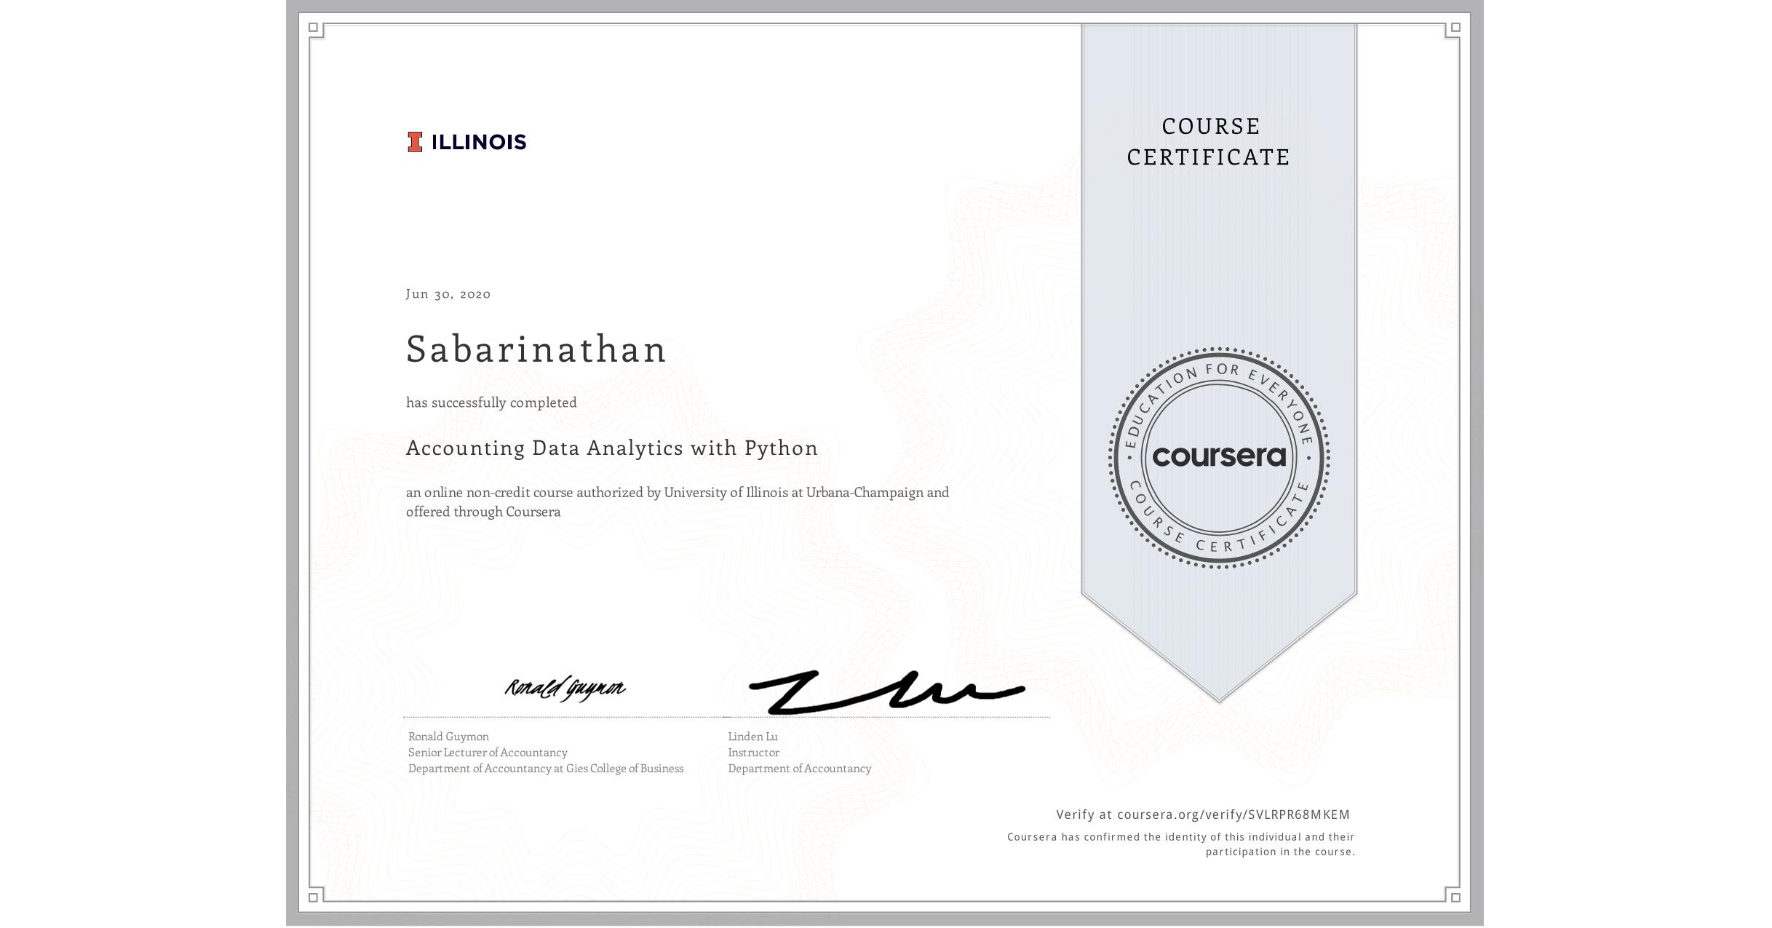 ILLINOIS
COURSE
CERTIFICATE
Jun 30, 2020
Sabarinathan
has successfully completed
Accounting Data Analytics with Python
an online non-credit course authorized by University of Illinois at Urbana-Champaign and
offered through Coursera
EDUCATION FOR EVERYONE
coursera
COURSE CERTIFICATE
Ronald Guymon
Ronald Guymon
Senior Lecturer of Accountancy
Department of Accountancy at Gies College of Business
Linden Lu
Instructor
Department of Accountancy
Verify at coursera.org/verify/SVLRPR68MKEM
Coursera has confirmed the identity of this individual and their
participation in the course.